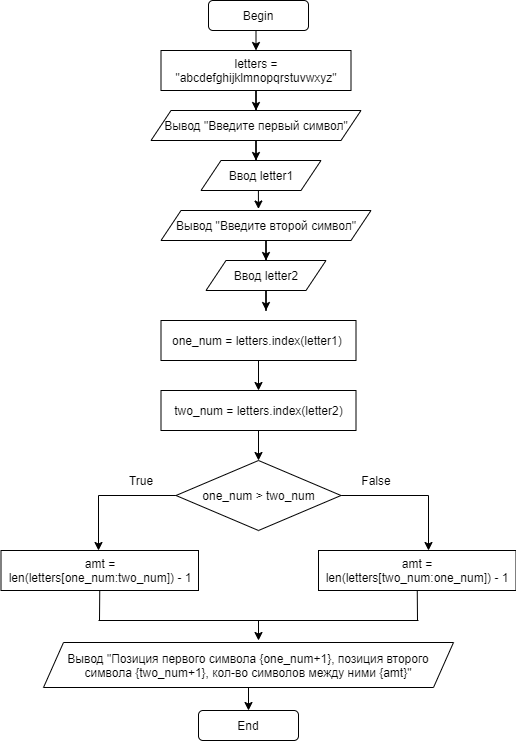 Begin
letters =
"abcdefghijklmnopqrstuvwxyz"
Вывод "Введите первый символ"
Ввод letter1
Вывод "Введите второй символ"
Ввод letter2
one_num = letters.index(letter1)
two_num = letters.index(letter2)
one_num > two_num
True
False
amt =
len(letters[one_num:two_num]) - 1
amt =
len(letters[two_num:one_num]) - 1
Вывод "Позиция первого символа {one_num+1}, позиция второго
символа {two_num+1}, кол-во символов между ними {amt}"
End